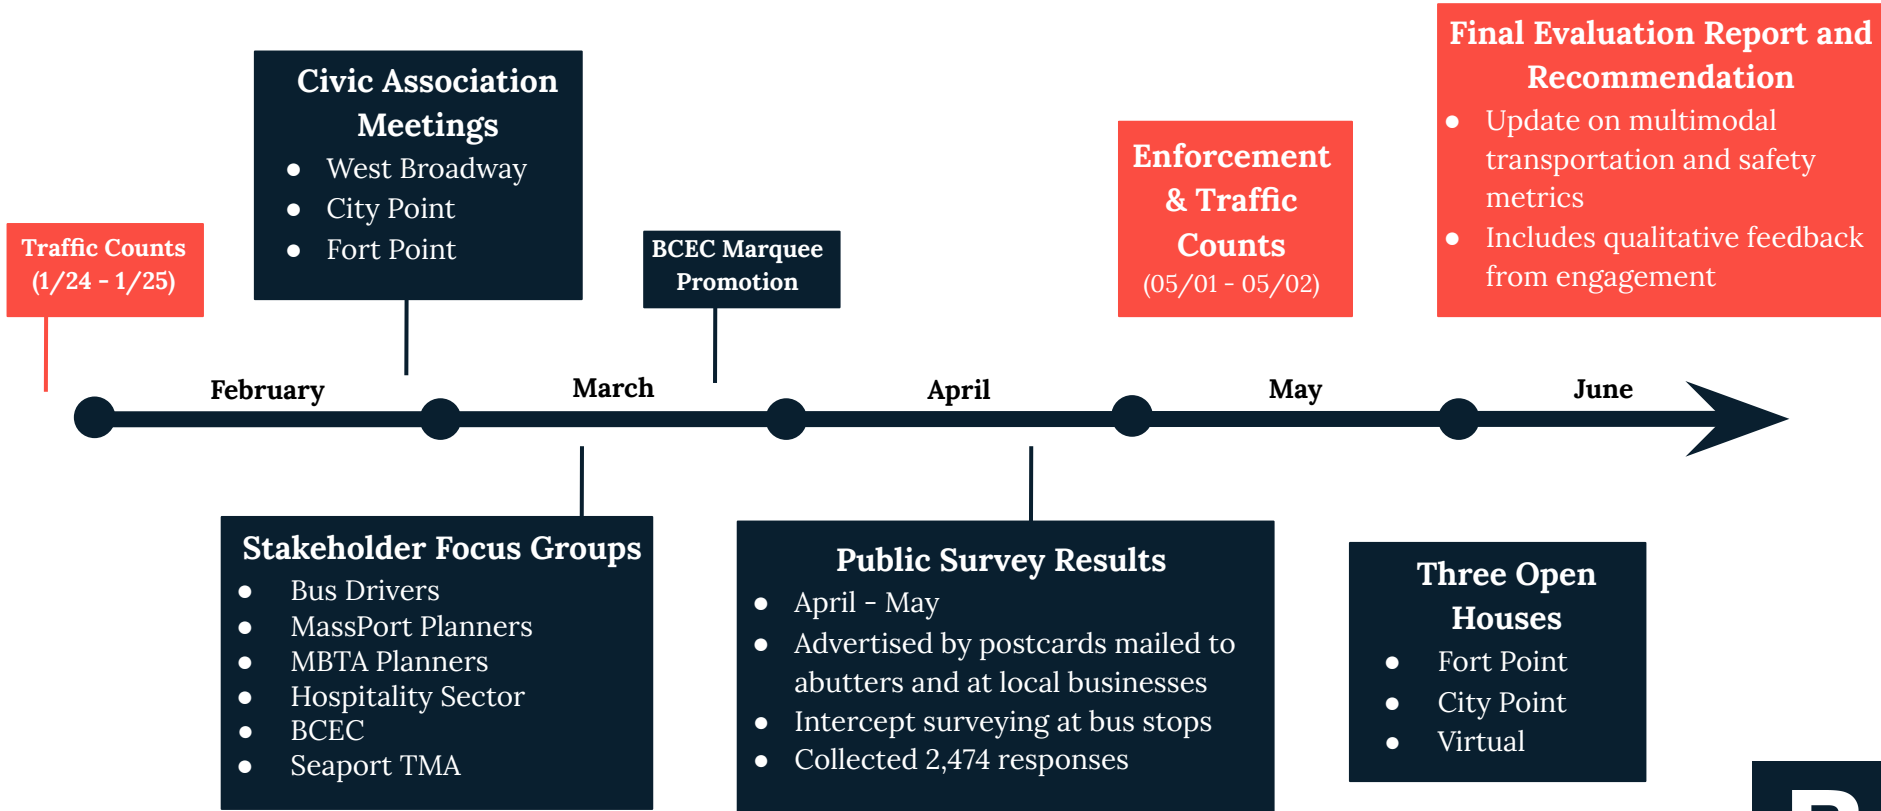 Traffic Counts
(1/24 - 1/25)
Civic Association
Meetings
● West Broadway
● City Point
● Fort Point
BCEC Marquee
Promotion
Enforcement
& Traffic
Counts
(05/01 - 05/02)
Final Evaluation Report and
Recommendation
● Update on multimodal
transportation and safety
metrics
● Includes qualitative feedback
from engagement
February
March
April
May
June
Stakeholder Focus Groups
● Bus Drivers
● MassPort Planners
● MBTA Planners
● Hospitality Sector
● BCEC
● Seaport TMA
Public Survey Results
● April - May
● Advertised by postcards mailed to
abutters and at local businesses
● Intercept surveying at bus stops
● Collected 2,474 responses
Three Open
Houses
● Fort Point
● City Point
● Virtual